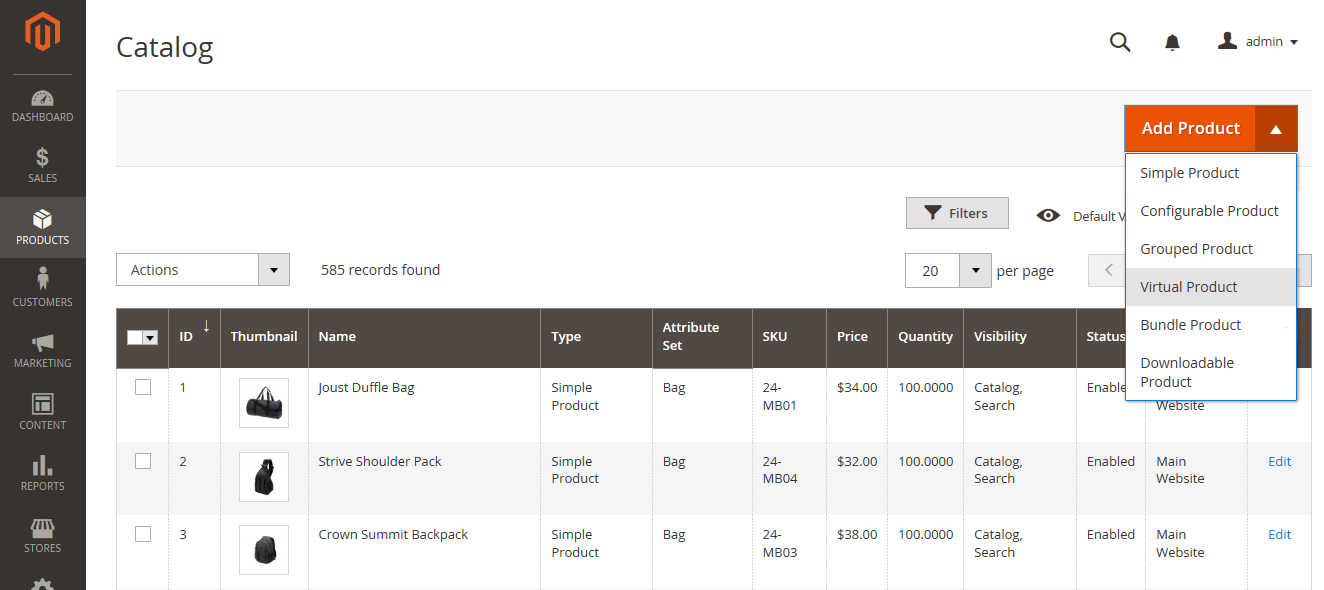 Catalog
admin
DASHBOARD
SALES
PRODUCTS
CUSTOMERS
MARKETING
CONTENT
REPORTS
STORES
Add Product
Simple Product
Configurable Product
Grouped Product
Virtual Product
Bundle Product
Downloadable
Product
Filters
Default V
Actions
585 records found
20
per page
ID
Thumbnail
Name
Type
Attribute
Set
SKU
Price
Quantity
Visibility
Status
1
Joust Duffle Bag
Simple
Product
Bag
24-
MB01
$34.00
100.0000
Catalog,
Search
Enable
Website
2
Strive Shoulder Pack
Simple
Product
Bag
24-
MB04
$32.00
100.0000
Catalog,
Search
Enabled
Main
Website
Edit
3
Crown Summit Backpack
Simple
Product
Bag
24-
MB03
$38.00
100.0000
Catalog,
Search
Enabled
Main
Website
Edit